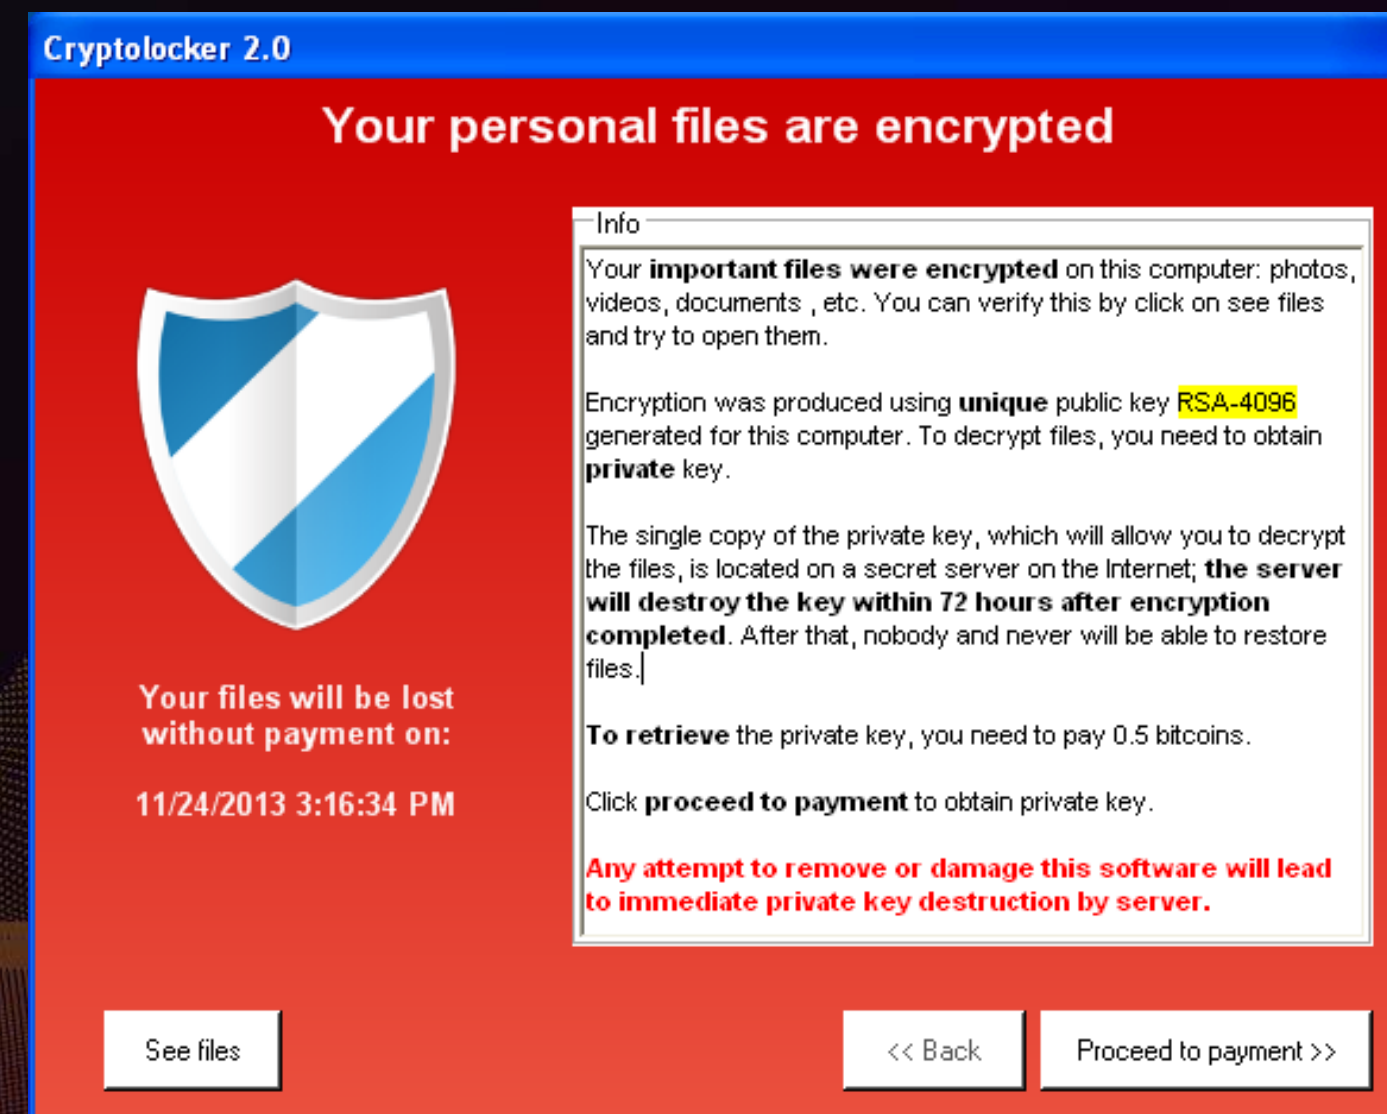 Cryptolocker 2.0
Your personal files are encrypted
Info
Your important files were encrypted on this computer: photos,
videos, documents , etc. You can verify this by click on see files
and try to open them.
Encryption was produced using unique public key RSA-4096
generated for this computer. To decrypt files, you need to obtain
private key.
The single copy of the private key, which will allow you to decrypt
the files, is located on a secret server on the Internet; the server
will destroy the key within 72 hours after encryption
completed. After that, nobody and never will be able to restore
files.
To retrieve the private key, you need to pay 0.5 bitcoins.
Click proceed to payment to obtain private key.
Any attempt to remove or damage this software will lead
to immediate private key destruction by server.
Your files will be lost
without payment on:
11/24/2013 3:16:34 PM
See files
<< Back
Proceed to payment >>